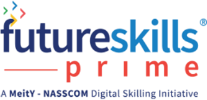 futureskills®
prime
A MeitY - NASSCOM Digital Skilling Initiative